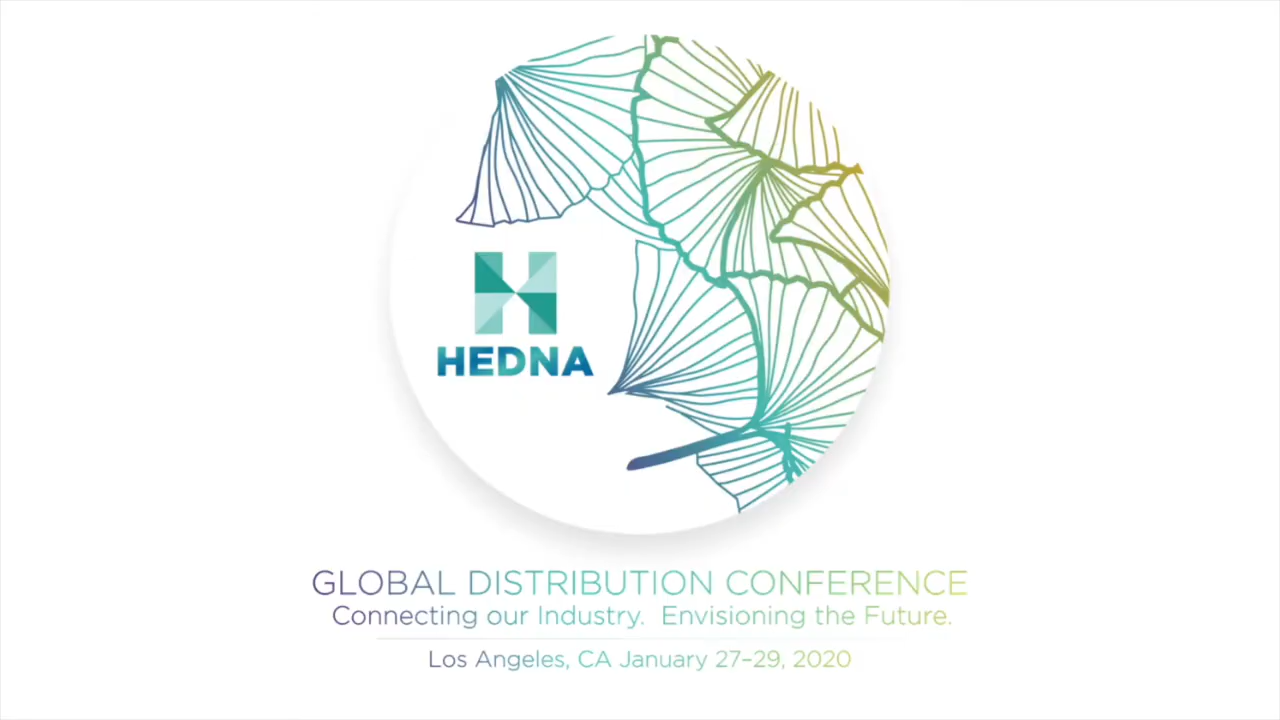 HEDNA
GLOBAL DISTRIBUTION CONFERENCE
Connecting our Industry. Envisioning the Future.
Los Angeles, CA January 27–29, 2020